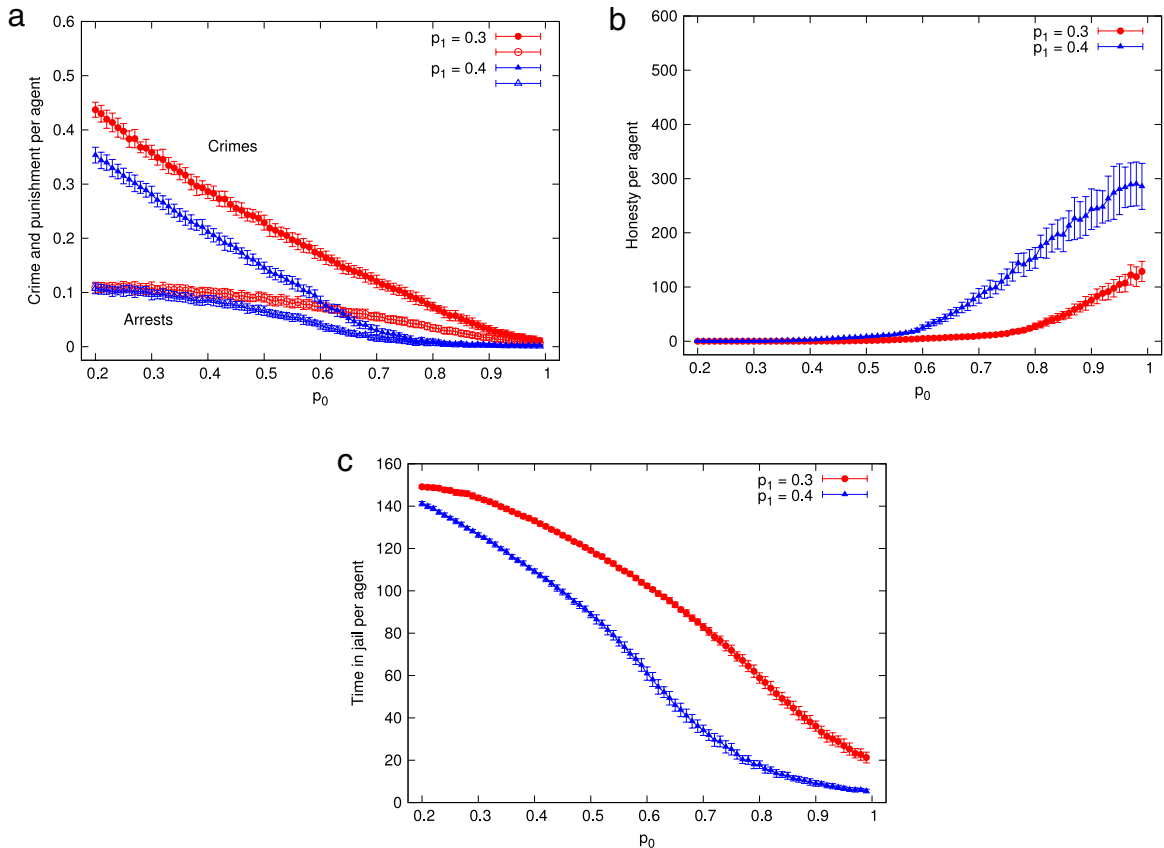 a
Crime and punishment per agent
0.6
0.5
0.4
0.3
0.2
0.1
0
p1 = 0.3
p1 = 0.4
Crimes
Arrests
0.2 0.3 0.4 0.5 0.6 0.7 0.8 0.9 1
p0
b
Honesty per agent
600
500
400
300
200
100
0
p1 = 0.3
p1 = 0.4
0.2 0.3 0.4 0.5 0.6 0.7 0.8 0.9 1
p0
c
Time in jail per agent
160
140
120
100
80
60
40
20
0
p1 = 0.3
p1 = 0.4
0.2 0.3 0.4 0.5 0.6 0.7 0.8 0.9 1
p0